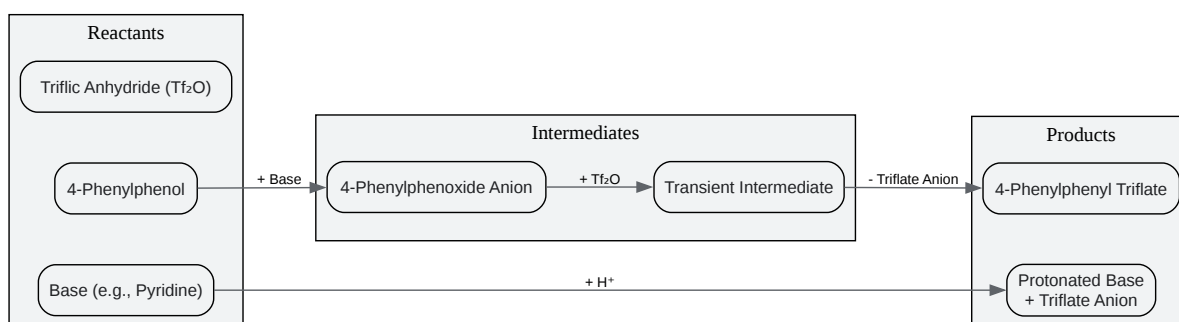 Reactants
Triflic Anhydride (Tf₂O)
4-Phenylphenol
Base (e.g., Pyridine)
+ Base
Intermediates
4-Phenylphenoxide Anion
+ Tf₂O
Transient Intermediate
- Triflate Anion
+ H⁺
Products
4-Phenylphenyl Triflate
Protonated Base
+ Triflate Anion